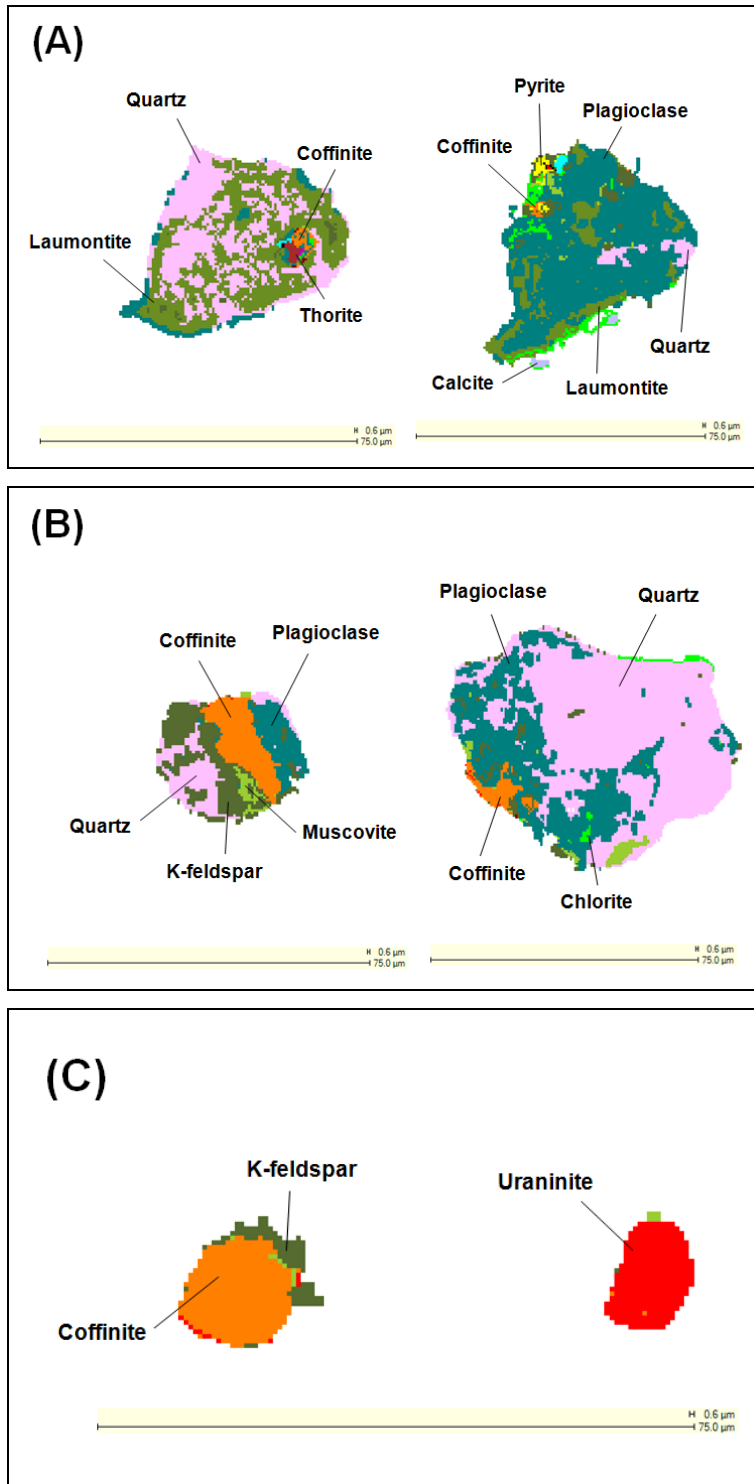 (A)
Quartz
Coffinite
Laumontite
Thorite
0.6 µm
75.0 µm
Pyrite
Plagioclase
Coffinite
Quartz
Calcite
Laumontite
0.6 µm
75.0 µm
(B)
Coffinite
Plagioclase
Quartz
Muscovite
K-feldspar
0.6 µm
75.0 µm
Plagioclase
Quartz
Coffinite
Chlorite
0.6 µm
75.0 µm
(C)
K-feldspar
Uraninite
Coffinite
0.6 µm
75.0 µm